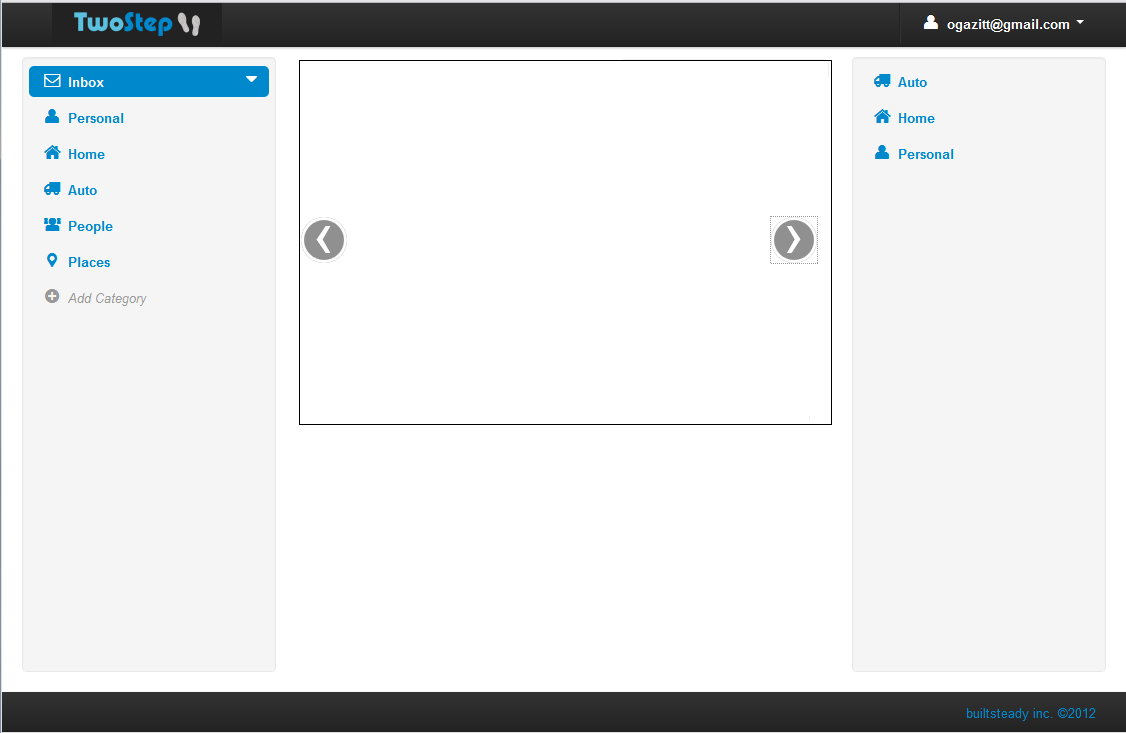 TwoStep
ogazitt@gmail.com
Inbox
Personal
Home
Auto
People
Places
Add Category
Auto
Home
Personal
builtsteady inc. ©2012